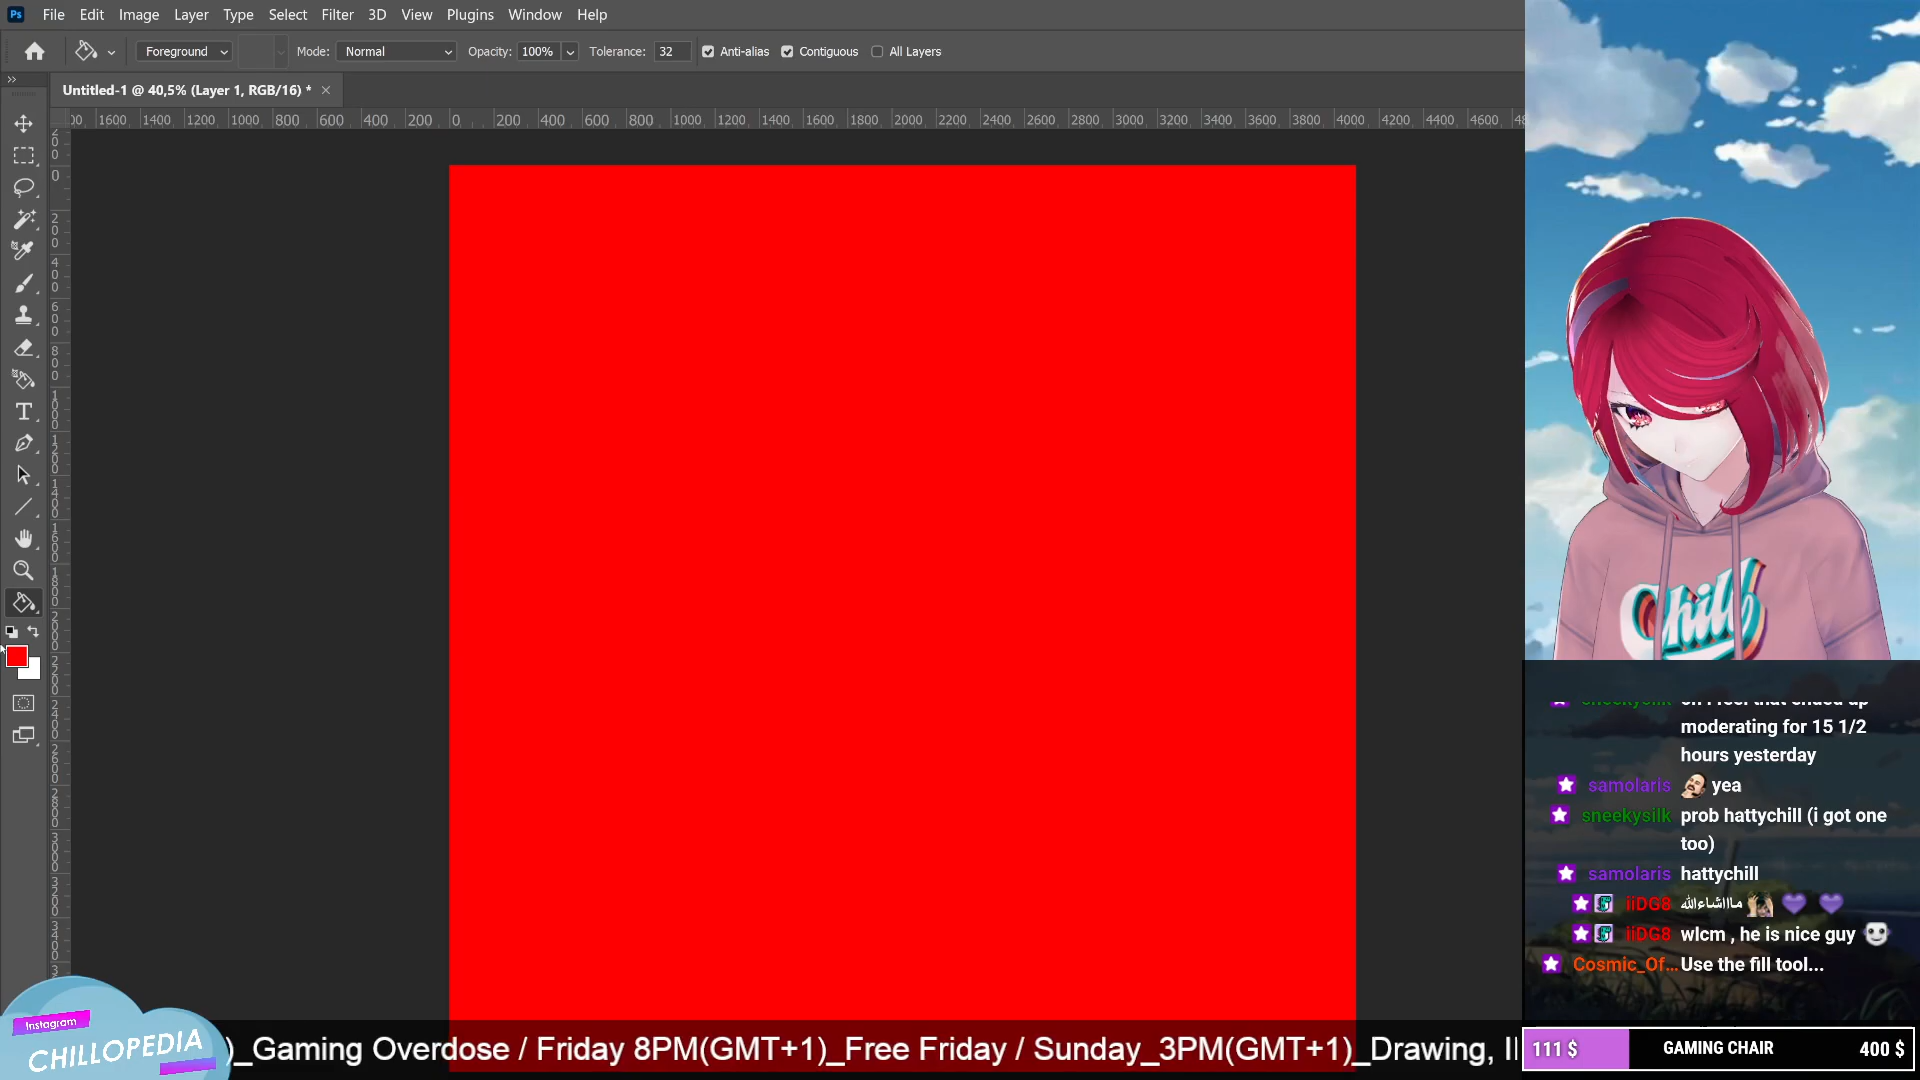 Ps File Edit Image Layer Type Select Filter 3D View Plugins Window Help
Foreground Mode: Normal Opacity: 100% Tolerance: 32 Anti-alias Contiguous All Layers
Untitled-1 @ 40,5% (Layer 1, RGB/16) *
1600 1400 1200 1000 800 600 400 200 0 200 400 600 800 1000 1200 1400 1600 1800 2000 2200 2400 2600 2800 3000 3200 3400 3600 3800 4000 4200 4400 4600
Chill
moderating for 15 1/2
hours yesterday
samolaris yea
sneekysilk prob hattychill (i got one
too)
samolaris hattychill
iiDG8 مااشاءالله
iiDG8 wlcm , he is nice guy
Cosmic_Of... Use the fill tool...
Instagram
CHILLOPEDIA
)_Gaming Overdose / Friday 8PM(GMT+1)_Free Friday / Sunday_3PM(GMT+1)_Drawing,
111 $ GAMING CHAIR 400 $